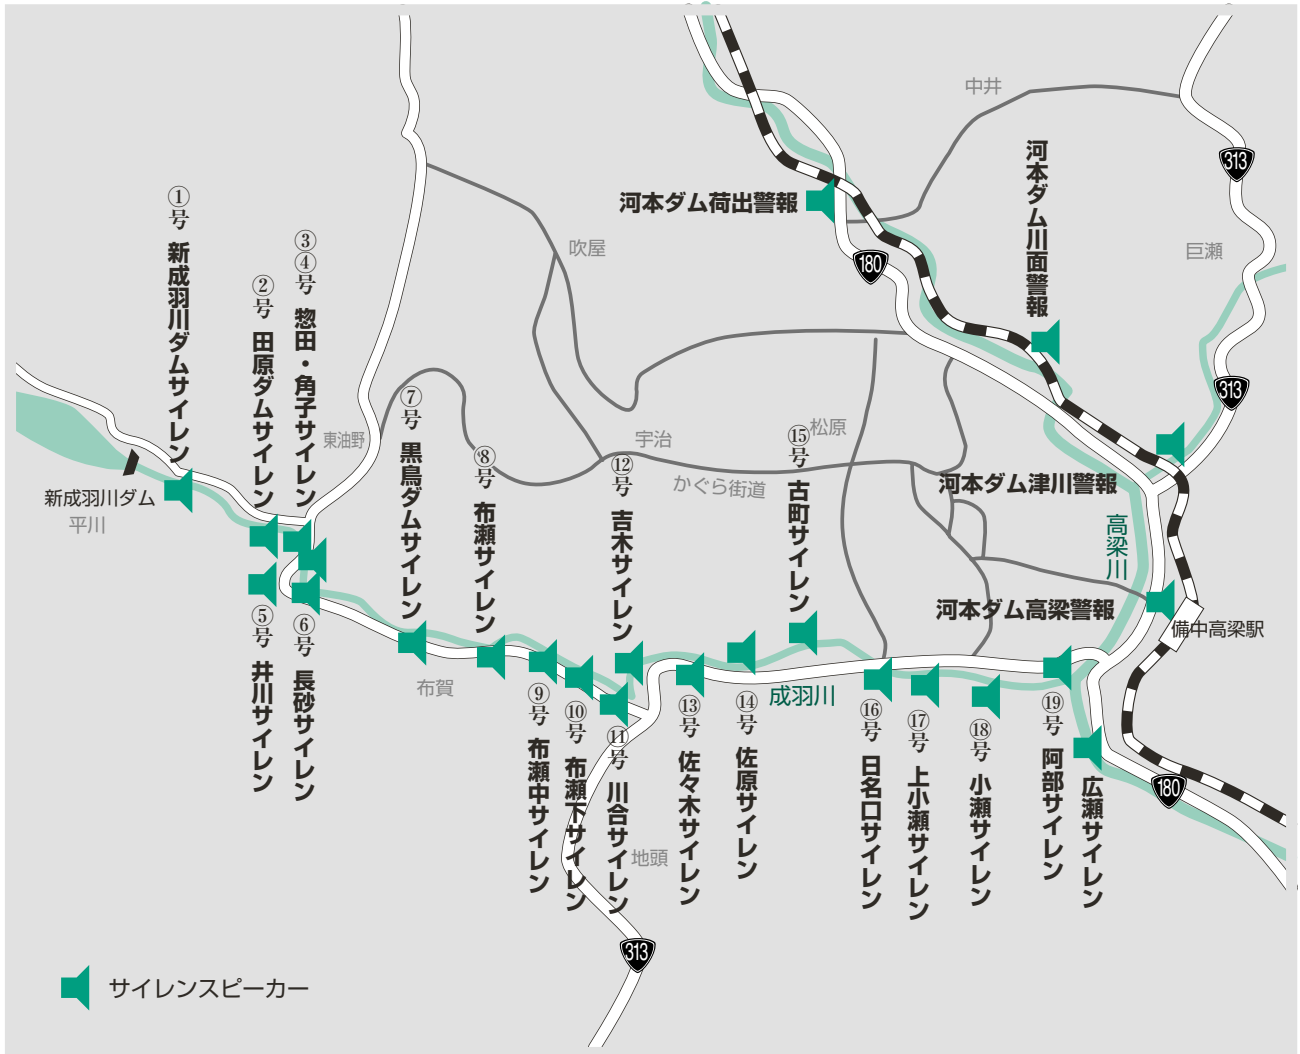 中井
313
河本ダム荷出警報
河本ダム川面警報
①号 新成羽川ダムサイレン
②号 田原ダムサイレン
③④号 惣田・角子サイレン
吹屋
180
巨瀬
313
東油野
⑦号 黒鳥ダムサイレン
⑧号 布瀬サイレン
宇治
⑫号 吉木サイレン
かぐら街道
⑮号 古町サイレン
松原
河本ダム津川警報
新成羽川ダム
平川
高梁川
河本ダム高梁警報
備中高梁駅
⑤号 井川サイレン
⑥号 長砂サイレン
布賀
⑨号 布瀬中サイレン
⑩号 布瀬下サイレン
⑪号 川合サイレン
⑬号 佐々木サイレン
⑭号 佐原サイレン
成羽川
⑯号 日名口サイレン
⑰号 上小瀬サイレン
⑱号 小瀬サイレン
⑲号 阿部サイレン
広瀬サイレン
180
地頭
313
サイレンスピーカー